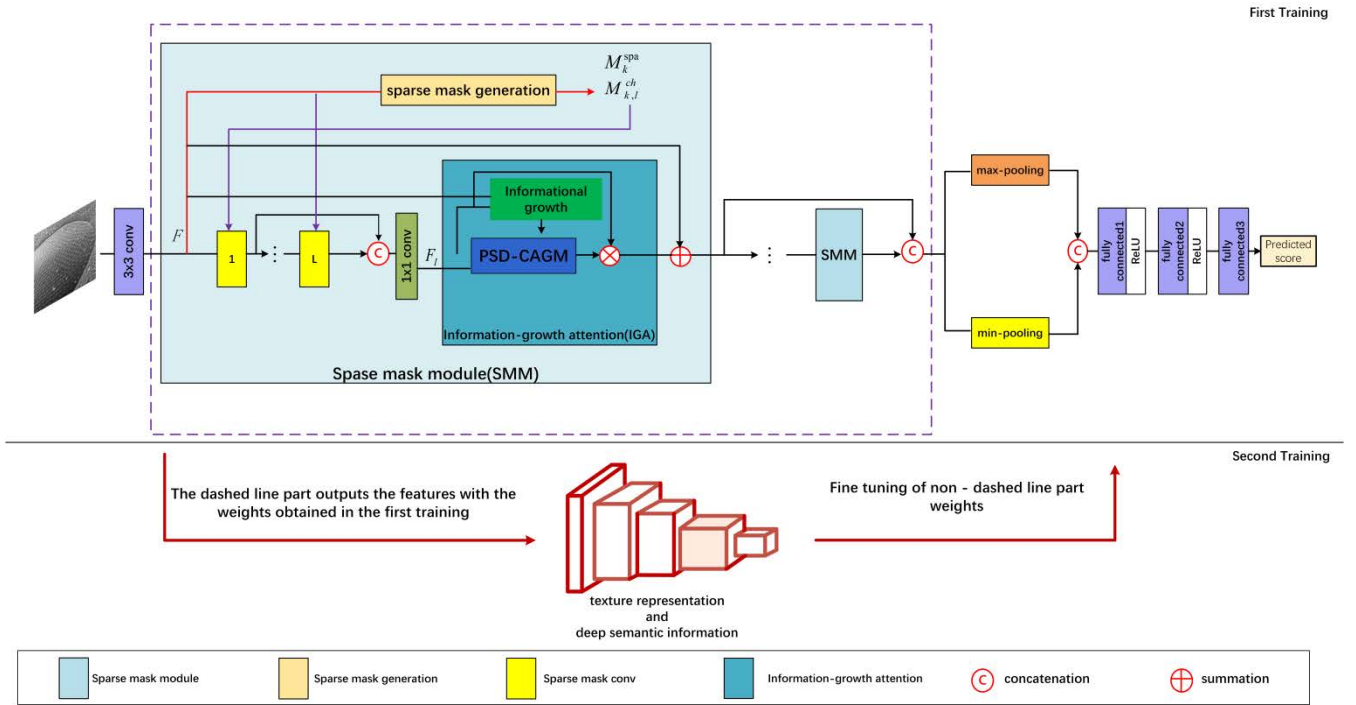 First Training
M_k^spa
sparse mask generation
M_{k,l}^{ch}
Informational
growth
max-pooling
F
3x3 conv
1
⋮
L
C
1x1 conv
F_l
PSD-CAGM
⋮
SMM
C
C
fully
connected1
ReLU
fully
connected2
ReLU
fully
connected3
Predicted
score
Information-growth attention(IGA)
min-pooling
Spase mask module(SMM)
Second Training
The dashed line part outputs the features with the
weights obtained in the first training
Fine tuning of non - dashed line part
weights
texture representation
and
deep semantic information
Sparse mask module
Sparse mask generation
Sparse mask conv
Information-growth attention
C
concatenation
summation